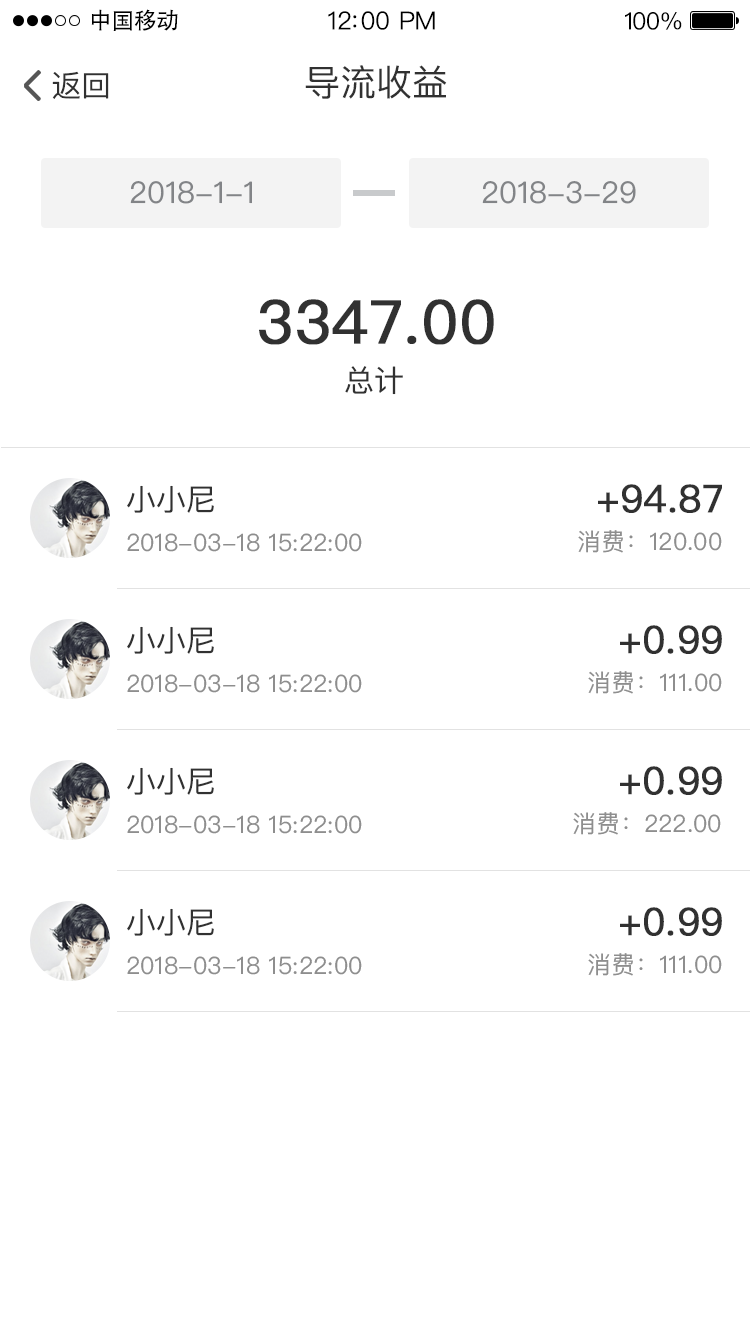 中国移动 12:00 PM 100%
返回 导流收益
2018-1-1 2018-3-29
3347.00
总计
小小尼 +94.87
2018-03-18 15:22:00 消费：120.00
小小尼 +0.99
2018-03-18 15:22:00 消费：111.00
小小尼 +0.99
2018-03-18 15:22:00 消费：222.00
小小尼 +0.99
2018-03-18 15:22:00 消费：111.00